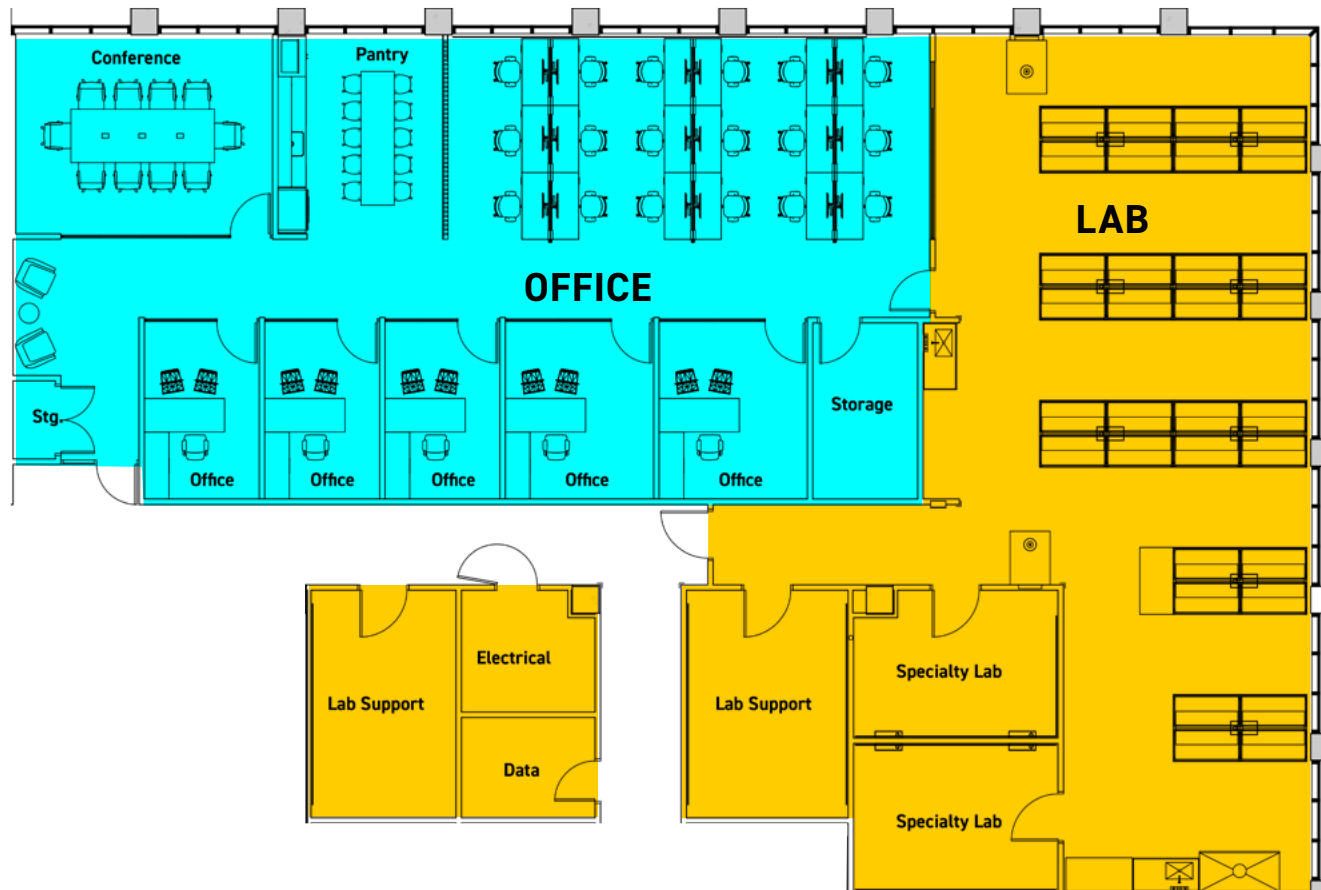 Conference
Pantry
LAB
OFFICE
Stg.
Storage
Office
Office
Office
Office
Office
Electrical
Specialty Lab
Lab Support
Lab Support
Data
Specialty Lab